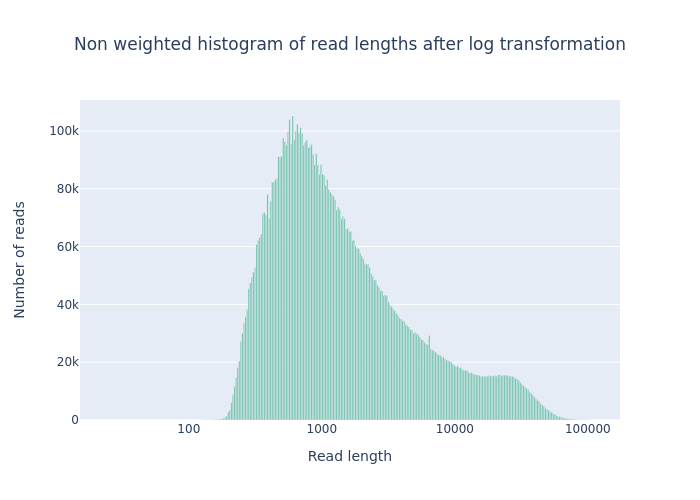 Non weighted histogram of read lengths after log transformation
Number of reads
100k
80k
60k
40k
20k
0
100
1000
10000
100000
Read length